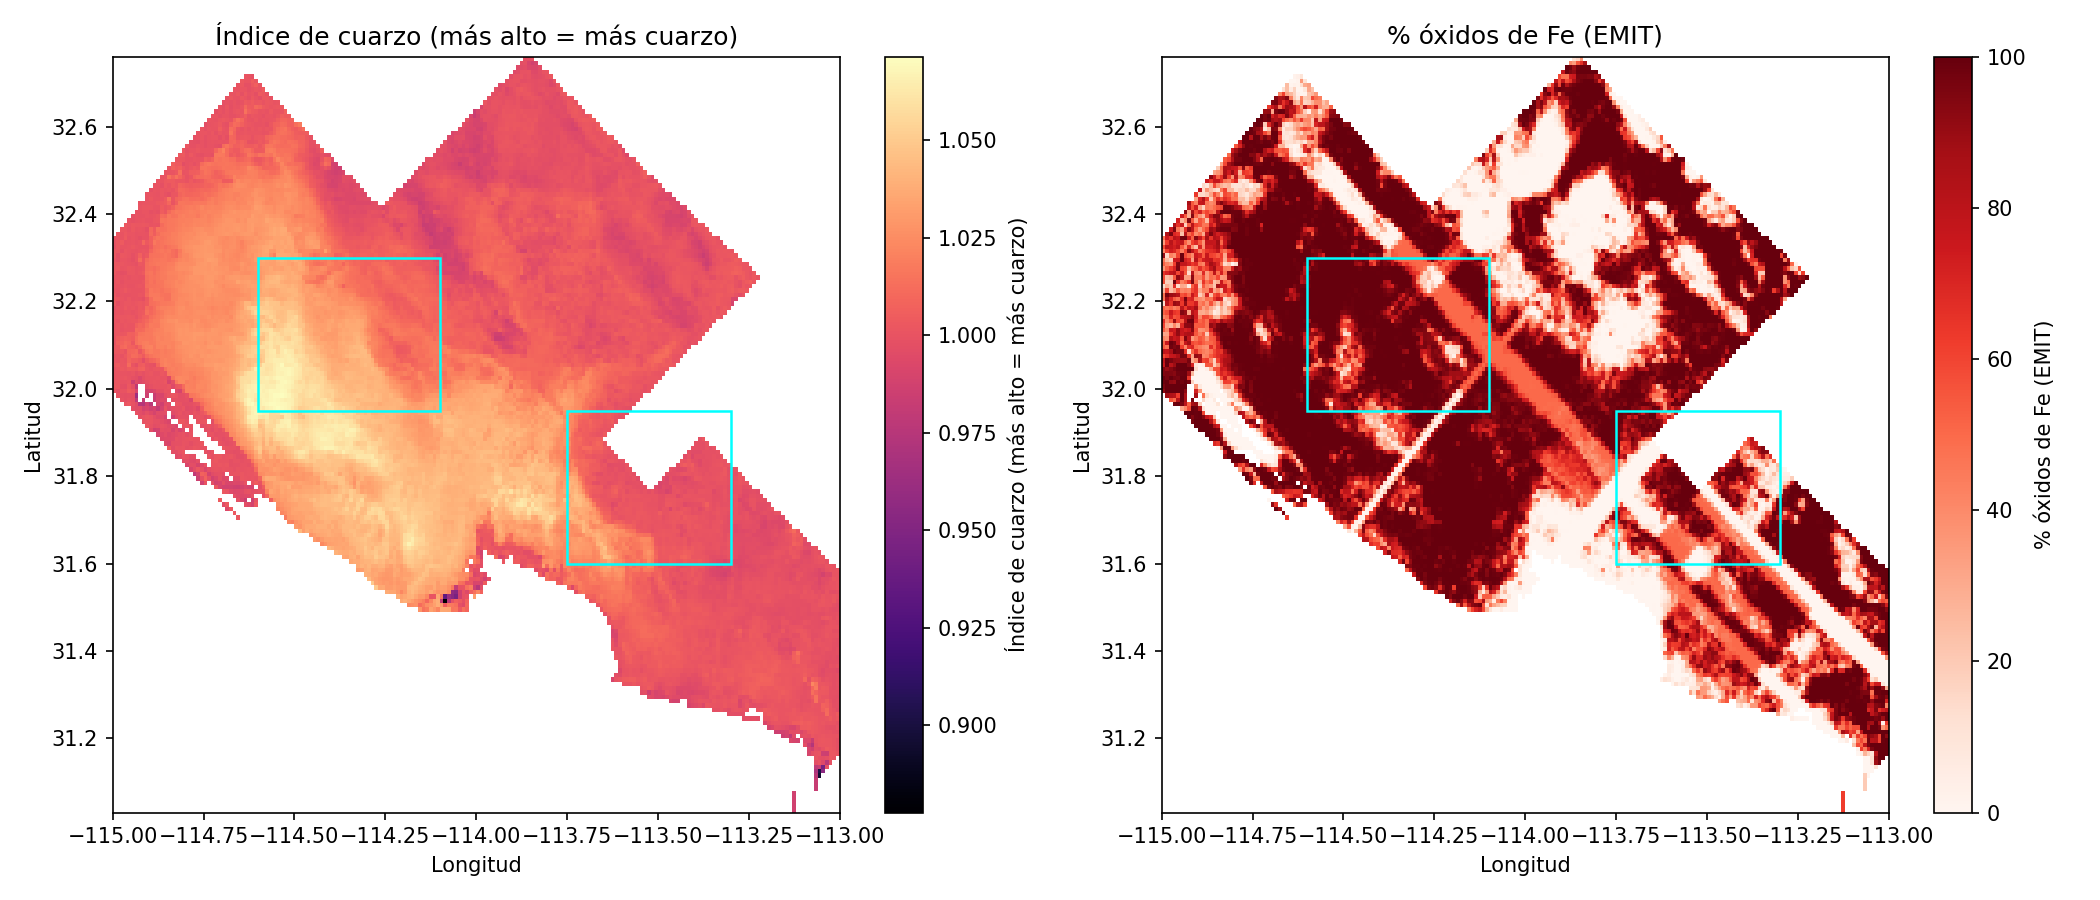 Índice de cuarzo (más alto = más cuarzo)
32.6
32.4
32.2
32.0
31.8
31.6
31.4
31.2
Latitud
−115.00 −114.75 −114.50 −114.25 −114.00 −113.75 −113.50 −113.25 −113.00
Longitud
1.050
1.025
1.000
0.975
0.950
0.925
0.900
Índice de cuarzo (más alto = más cuarzo)
% óxidos de Fe (EMIT)
32.6
32.4
32.2
32.0
31.8
31.6
31.4
31.2
Latitud
−115.00 −114.75 −114.50 −114.25 −114.00 −113.75 −113.50 −113.25 −113.00
Longitud
100
80
60
40
20
0
% óxidos de Fe (EMIT)